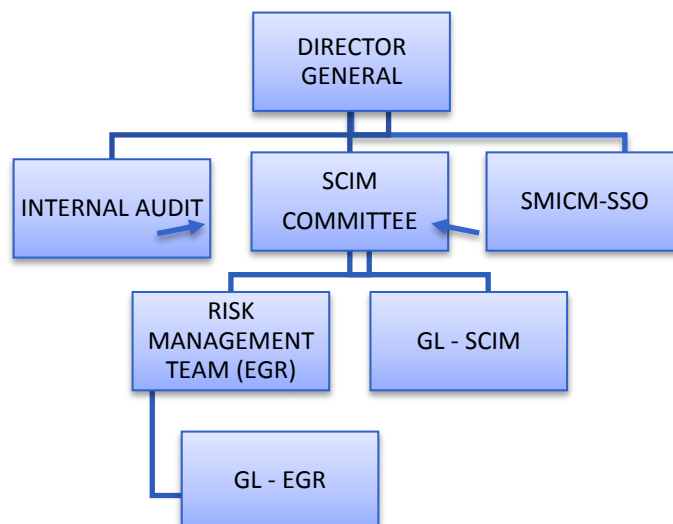 DIRECTOR
GENERAL
INTERNAL AUDIT
SCIM
COMMITTEE
SMICM-SSO
RISK
MANAGEMENT
TEAM (EGR)
GL - SCIM
GL - EGR